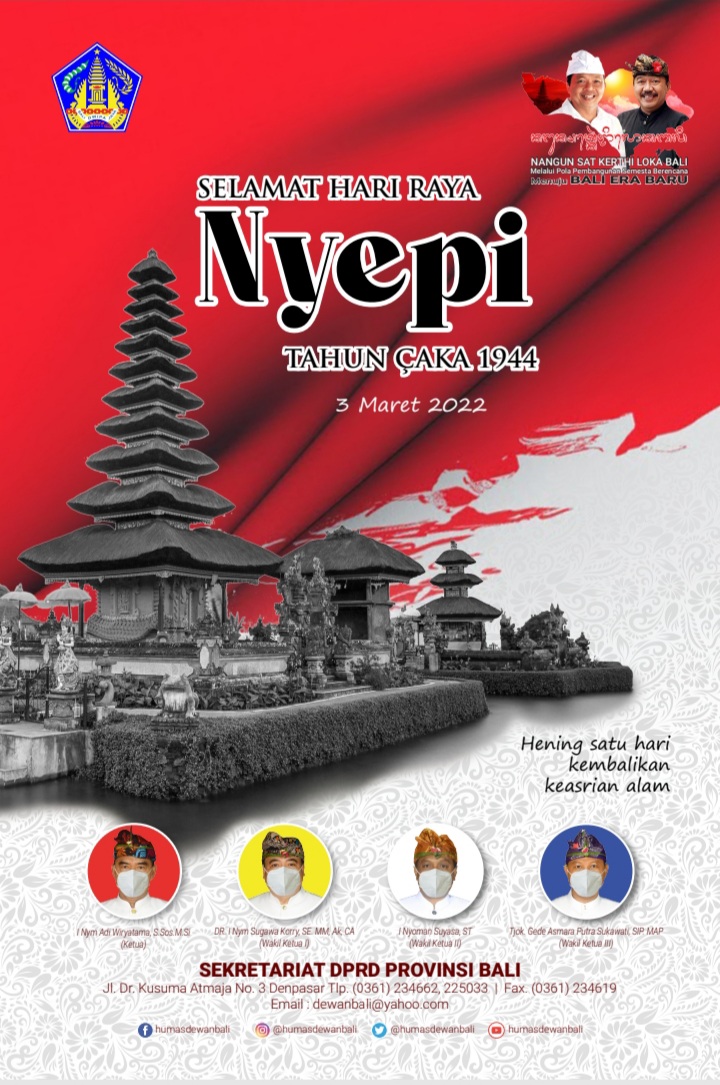 NANGUN SAT KERTHI LOKA BALI
Melalui Pola Pembangunan Semesta Berencana
Menuju BALI ERA BARU
SELAMAT HARI RAYA
Nyepi
TAHUN ÇAKA 1944
3 Maret 2022
Hening satu hari
kembalikan
keasrian alam
I Nym Adi Wiryatama, S.Sos.M.Si
(Ketua)
DR. I Nym Sugawa Korry, SE. MM, Ak, CA
(Wakil Ketua I)
I Nyoman Suyasa, ST
(Wakil Ketua II)
Tjok. Gede Asmara Putra Sukawati, SIP, MAP
(Wakil Ketua III)
SEKRETARIAT DPRD PROVINSI BALI
Jl. Dr. Kusuma Atmaja No. 3 Denpasar Tlp. (0361) 234662, 225033 | Fax. (0361) 234619
Email : dewanbali@yahoo.com
humasdewanbali @humasdewanbali @humasdewanbali humasdewanbali